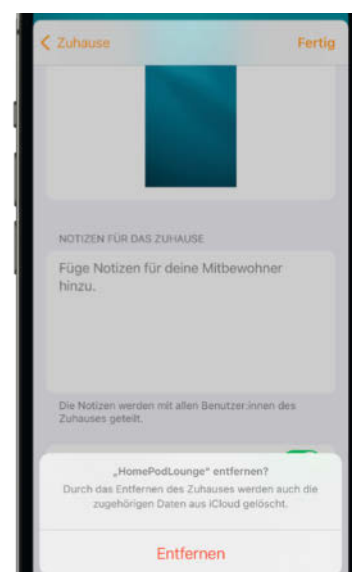 Zuhause
Fertig
NOTIZEN FÜR DAS ZUHAUSE
Füge Notizen für deine Mitbewohner
hinzu.
Die Notizen werden mit allen Benutzer:innen des
Zuhauses geteilt.
„HomePodLounge“ entfernen?
Durch das Entfernen des Zuhauses werden auch die
zugehörigen Daten aus iCloud gelöscht.
Entfernen